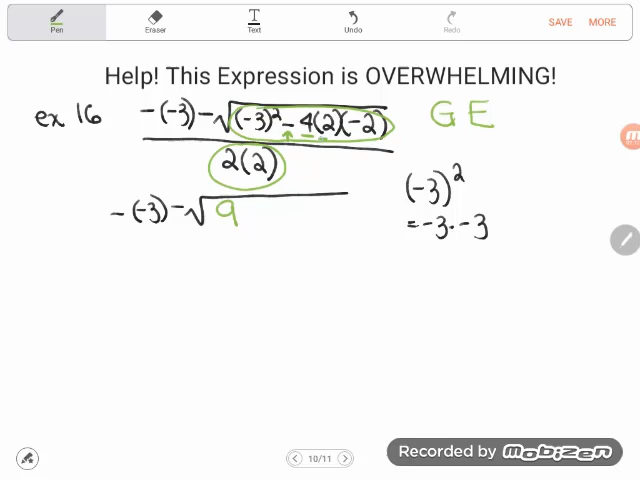 Pen Eraser Text Undo Redo SAVE MORE
Help! This Expression is OVERWHELMING!
ex 16 -(-3) - √(-3)² - 4(2)(-2) G E
2(2)
-(-3) - √9
(-3)²
= -3 · -3
10/11
Recorded by mobizen